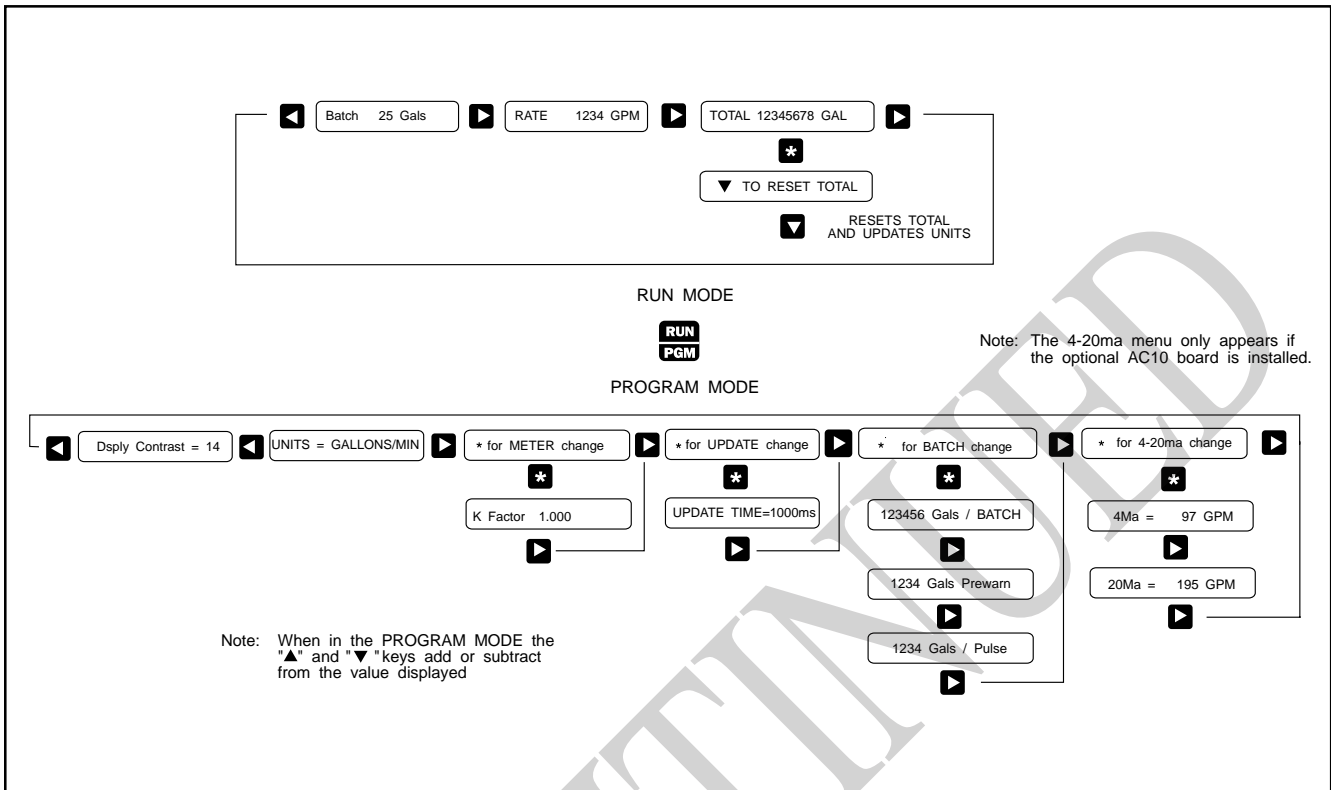 Batch 25 Gals
RATE 1234 GPM
TOTAL 12345678 GAL
*
▼ TO RESET TOTAL
RESETS TOTAL
AND UPDATES UNITS
RUN MODE
RUN
PGM
PROGRAM MODE
Note: The 4-20ma menu only appears if
the optional AC10 board is installed.
Dsply Contrast = 14
UNITS = GALLONS/MIN
* for METER change
* for UPDATE change
* for BATCH change
* for 4-20ma change
*
*
*
*
K Factor 1.000
UPDATE TIME=1000ms
123456 Gals / BATCH
4Ma = 97 GPM
1234 Gals Prewarn
20Ma = 195 GPM
1234 Gals / Pulse
Note: When in the PROGRAM MODE the
"▲" and "▼ "keys add or subtract
from the value displayed
TINUED